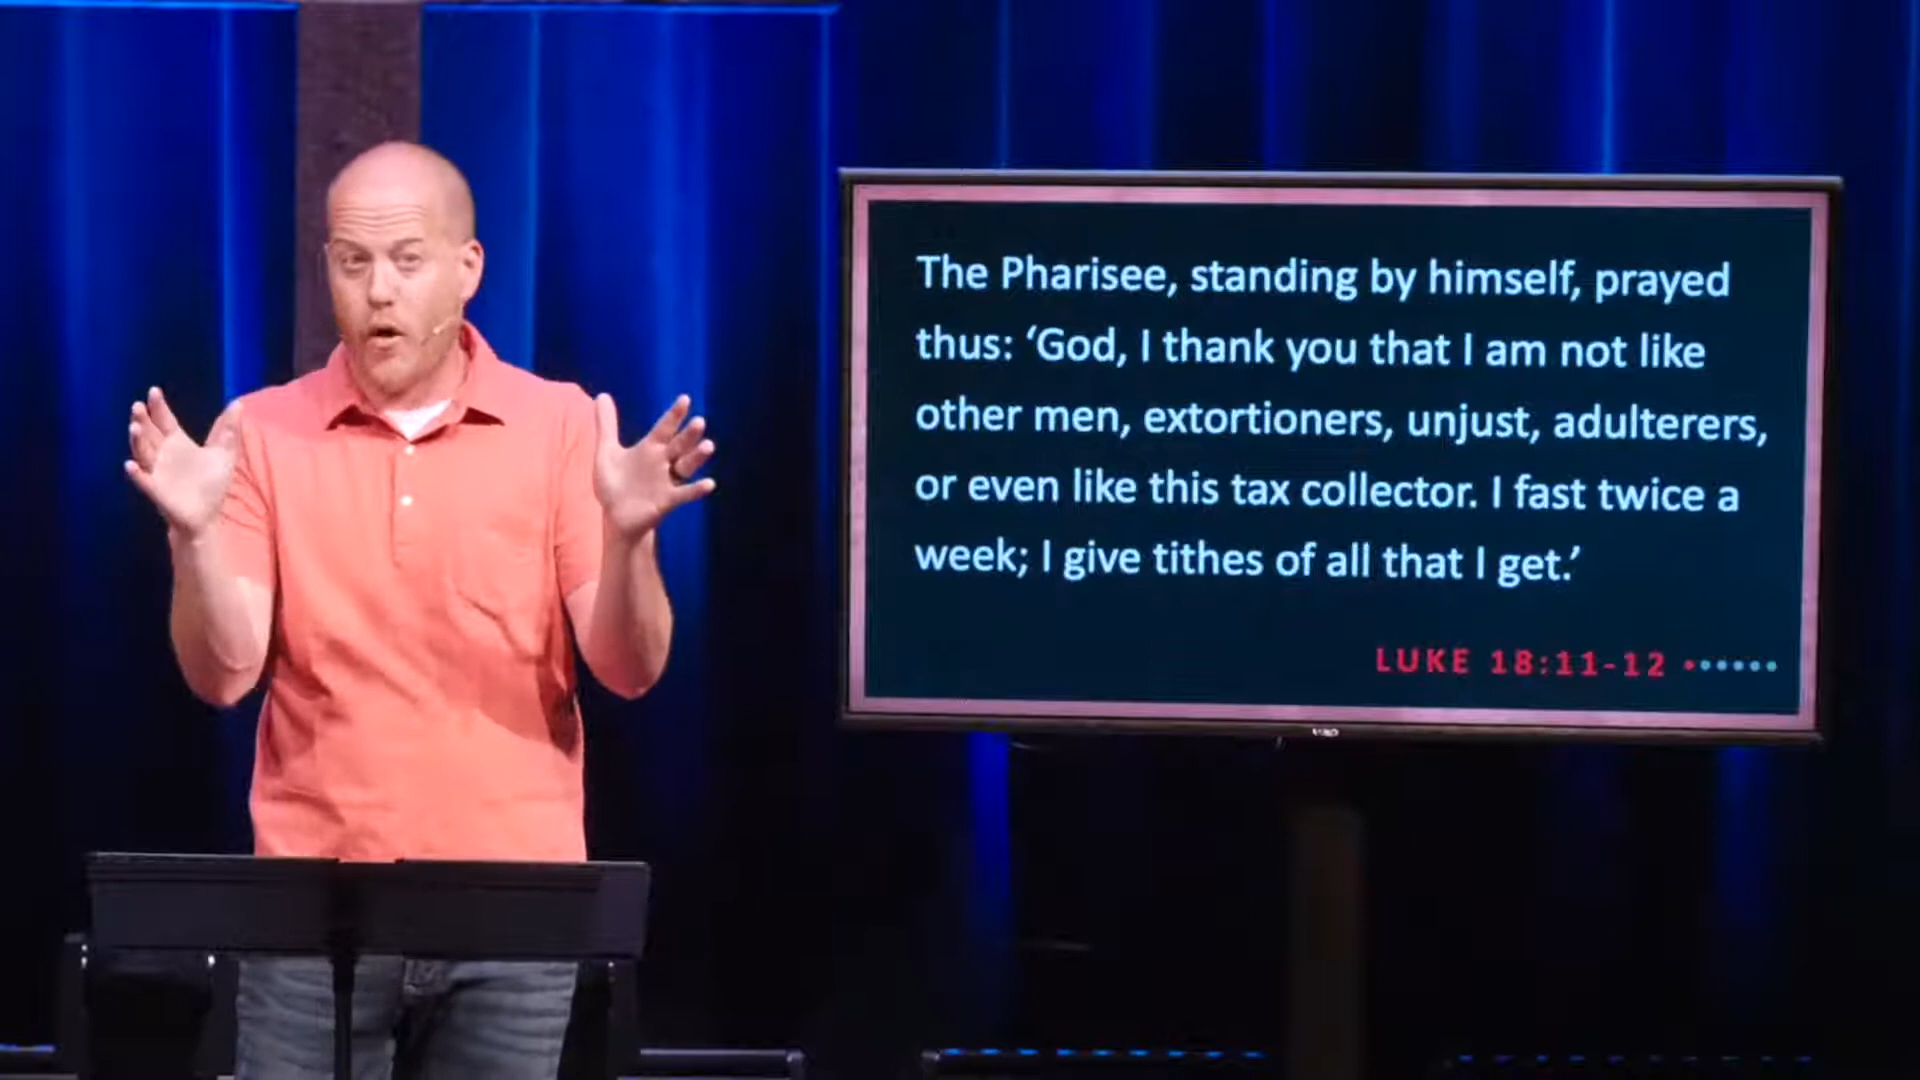 The Pharisee, standing by himself, prayed
thus: ‘God, I thank you that I am not like
other men, extortioners, unjust, adulterers,
or even like this tax collector. I fast twice a
week; I give tithes of all that I get.’
LUKE 18:11-12